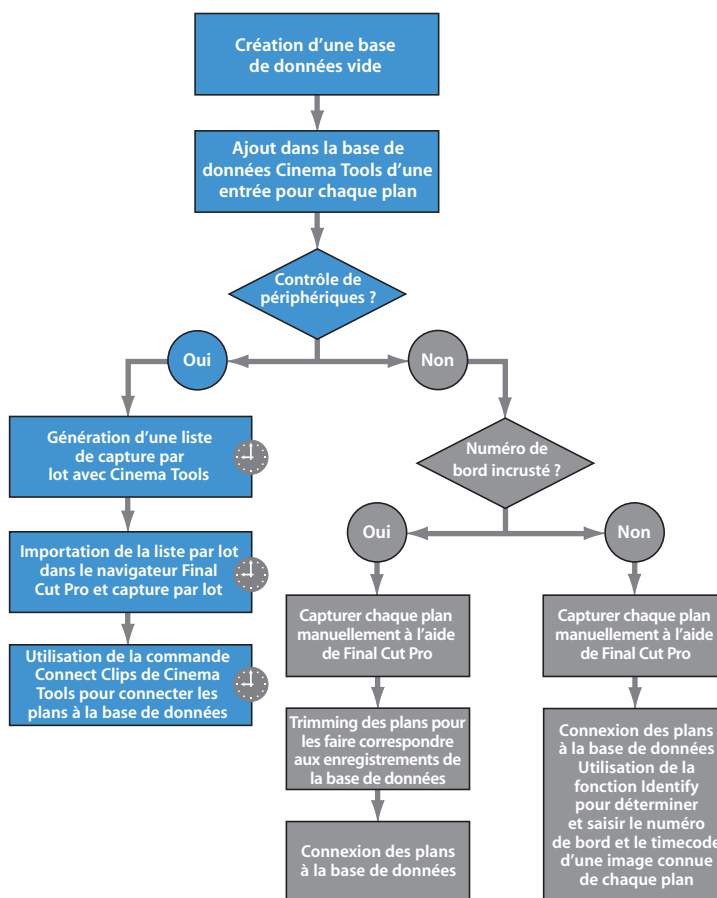 Création d’une base
de données vide
Ajout dans la base de
données Cinema Tools d’une
entrée pour chaque plan
Contrôle de
périphériques ?
Oui
Non
Génération d’une liste
de capture par
lot avec Cinema Tools
Importation de la liste par lot
dans le navigateur Final
Cut Pro et capture par lot
Utilisation de la commande
Connect Clips de Cinema
Tools pour connecter les
plans à la base de données
Numéro de
bord incrusté ?
Oui
Non
Capturer chaque plan
manuellement à l’aide
de Final Cut Pro
Trimming des plans pour
les faire correspondre
aux enregistrements de
la base de données
Connexion des plans
à la base de données
Capturer chaque plan
manuellement à l’aide
de Final Cut Pro
Connexion des plans
à la base de données
Utilisation de la
fonction Identify
pour déterminer
et saisir le numéro
de bord et le timecode
d’une image connue
de chaque plan